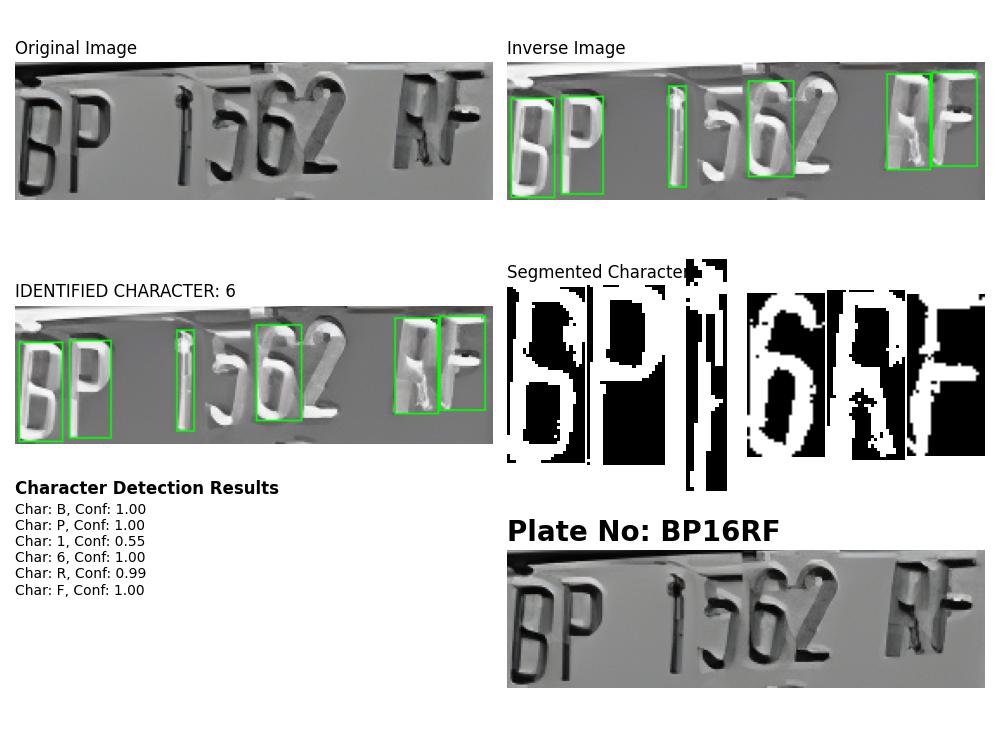 Original Image
BP 1562 RF
Inverse Image
BP 1562 RF
IDENTIFIED CHARACTER: 6
BP 1562 RF
Segmented Character
BP16RF
Character Detection Results
Char: B, Conf: 1.00
Char: P, Conf: 1.00
Char: 1, Conf: 0.55
Char: 6, Conf: 1.00
Char: R, Conf: 0.99
Char: F, Conf: 1.00
Plate No: BP16RF
BP 1562 RF